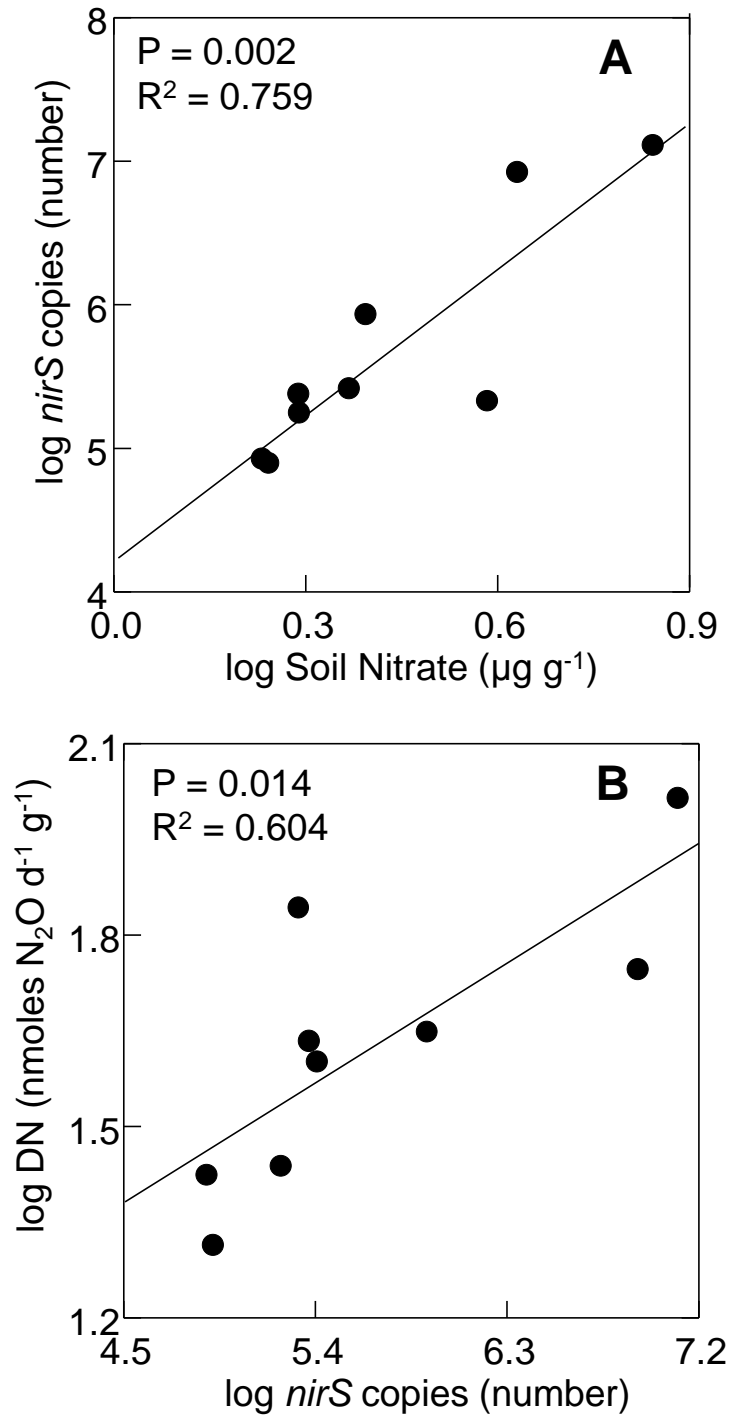 P = 0.002
R² = 0.759
A
8
7
6
5
4
log nirS copies (number)
0.0 0.3 0.6 0.9
log Soil Nitrate (µg g⁻¹)
P = 0.014
R² = 0.604
B
2.1
1.8
1.5
1.2
log DN (nmoles N₂O d⁻¹ g⁻¹)
4.5 5.4 6.3 7.2
log nirS copies (number)